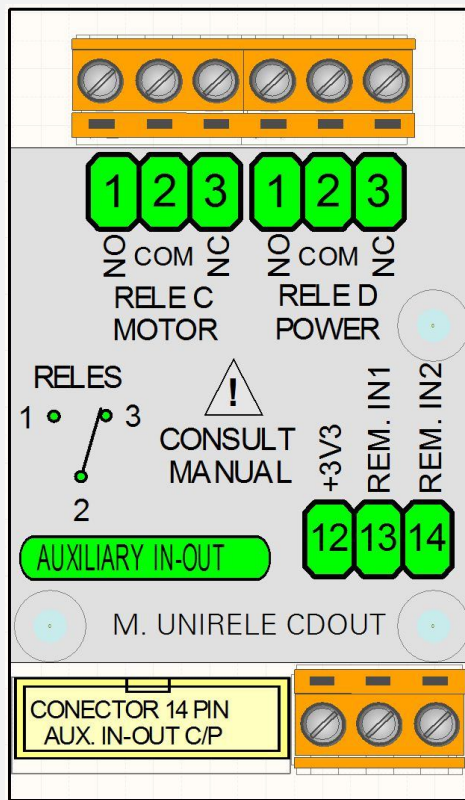 1 2 3 1 2 3
NO COM NC NO COM NC
RELE C RELE D
MOTOR POWER
RELES
1 3
2
!
CONSULT
MANUAL
+3V3 REM. IN1 REM. IN2
12 13 14
AUXILIARY IN-OUT
M. UNIRELE CDOUT
CONECTOR 14 PIN
AUX. IN-OUT C/P